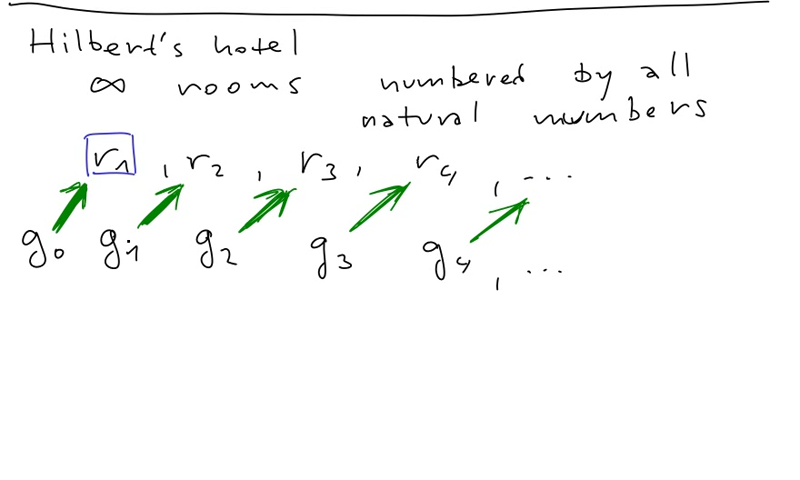 Hilbert's hotel
∞ rooms numbered by all
natural numbers
r₁ , r₂ , r₃ , r₄ , ...
g₀ g₁ g₂ g₃ g₄ , ...